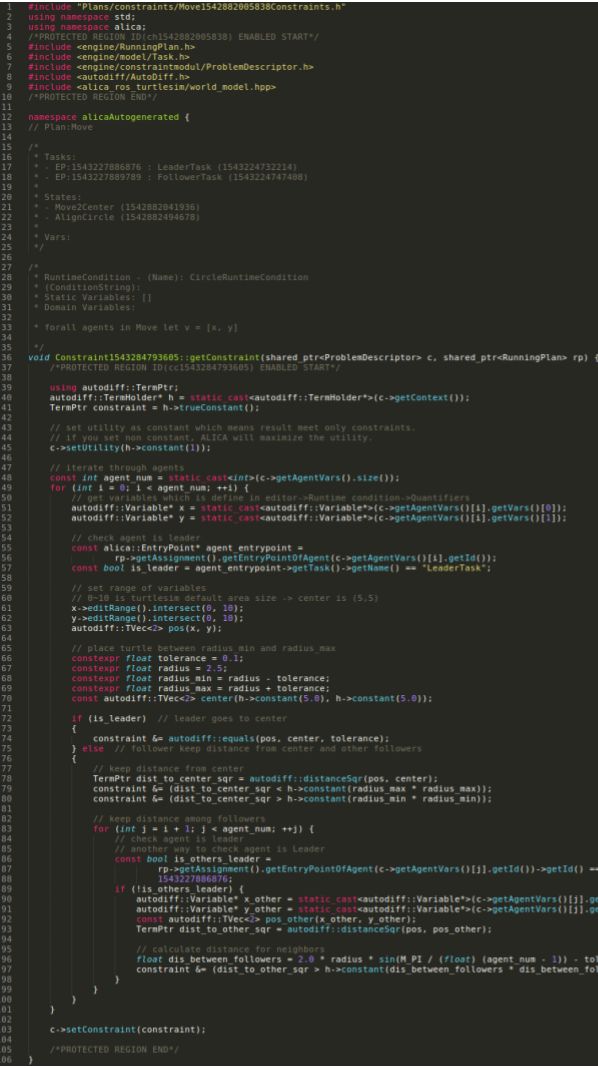 1 #include "Plans/constraints/Move1542882005838Constraints.h"
2 using namespace std;
3 using namespace alica;
4 /*PROTECTED REGION ID(ch1542882005838) ENABLED START*/
5 #include <engine/RunningPlan.h>
6 #include <engine/model/Task.h>
7 #include <engine/constraintmodul/ProblemDescriptor.h>
8 #include <autodiff/AutoDiff.h>
9 #include <alica_ros_turtlesim/world_model.hpp>
10 /*PROTECTED REGION END*/
11
12 namespace alicaAutogenerated {
13 // Plan:Move
14
15 /*
16  * Tasks:
17  * - EP:1543227886876 : LeaderTask (1543224732214)
18  * - EP:1543227889789 : FollowerTask (1543224747408)
19  *
20  * States:
21  * - Move2Center (1542882041936)
22  * - AlignCircle (1542882494678)
23  *
24  * Vars:
25  */
26
27 /*
28  * RuntimeCondition - (Name): CircleRuntimeCondition
29  * (ConditionString):
30  * Static Variables: []
31  * Domain Variables:
32
33  * forall agents in Move let v = [x, y]
34
35  */
36 void Constraint1543284793605::getConstraint(shared_ptr<ProblemDescriptor> c, shared_ptr<RunningPlan> rp) {
37     /*PROTECTED REGION ID(cc1543284793605) ENABLED START*/
38
39     using autodiff::TermPtr;
40     autodiff::TermHolder* h = static_cast<autodiff::TermHolder*>(c->getContext());
41     TermPtr constraint = h->trueConstant();
42
43     // set utility as constant which means result meet only constraints.
44     // if you set non constant, ALICA will maximize the utility.
45     c->setUtility(h->constant(1));
46
47     // iterate through agents
48     const int agent_num = static_cast<int>(c->getAgentVars().size());
49     for (int i = 0; i < agent_num; ++i) {
50         // get variables which is define in editor->Runtime condition->Quantifiers
51         autodiff::Variable* x = static_cast<autodiff::Variable*>(c->getAgentVars()[i].getVars()[0]);
52         autodiff::Variable* y = static_cast<autodiff::Variable*>(c->getAgentVars()[i].getVars()[1]);
53
54         // check agent is leader
55         const alica::EntryPoint* agent_entrypoint =
56                 rp->getAssignment().getEntryPointOfAgent(c->getAgentVars()[i].getId());
57         const bool is_leader = agent_entrypoint->getTask()->getName() == "LeaderTask";
58
59         // set range of variables
60         // 0~10 is turtlesim default area size -> center is (5,5)
61         x->editRange().intersect(0, 10);
62         y->editRange().intersect(0, 10);
63         autodiff::TVec<2> pos(x, y);
64
65         // place turtle between radius_min and radius_max
66         constexpr float tolerance = 0.1;
67         constexpr float radius = 2.5;
68         constexpr float radius_min = radius - tolerance;
69         constexpr float radius_max = radius + tolerance;
70         const autodiff::TVec<2> center(h->constant(5.0), h->constant(5.0));
71
72         if (is_leader)  // leader goes to center
73         {
74             constraint &= autodiff::equals(pos, center, tolerance);
75         } else  // follower keep distance from center and other followers
76         {
77             // keep distance from center
78             TermPtr dist_to_center_sqr = autodiff::distanceSqr(pos, center);
79             constraint &= (dist_to_center_sqr < h->constant(radius_max * radius_max));
80             constraint &= (dist_to_center_sqr > h->constant(radius_min * radius_min));
81
82             // keep distance among followers
83             for (int j = i + 1; j < agent_num; ++j) {
84                 // check agent is leader
85                 // another way to check agent is Leader
86                 const bool is_others_leader =
87                         rp->getAssignment().getEntryPointOfAgent(c->getAgentVars()[j].getId())->getId() ==
88                         1543227886876;
89                 if (!is_others_leader) {
90                     autodiff::Variable* x_other = static_cast<autodiff::Variable*>(c->getAgentVars()[j].ge
91                     autodiff::Variable* y_other = static_cast<autodiff::Variable*>(c->getAgentVars()[j].ge
92                     const autodiff::TVec<2> pos_other(x_other, y_other);
93                     TermPtr dist_to_other_sqr = autodiff::distanceSqr(pos, pos_other);
94
95                     // calculate distance for neighbors
96                     float dis_between_followers = 2.0 * radius * sin(M_PI / (float) (agent_num - 1)) - tol
97                     constraint &= (dist_to_other_sqr > h->constant(dis_between_followers * dis_between_fol
98                 }
99             }
00         }
01     }
02
03     c->setConstraint(constraint);
04
05     /*PROTECTED REGION END*/
06 }